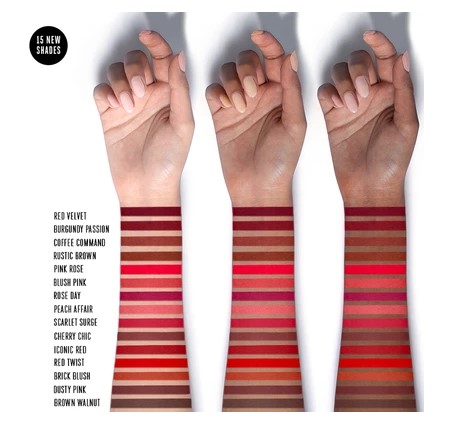 15 NEW
SHADES
RED VELVET
BURGUNDY PASSION
COFFEE COMMAND
RUSTIC BROWN
PINK ROSE
BLUSH PINK
ROSE DAY
PEACH AFFAIR
SCARLET SURGE
CHERRY CHIC
ICONIC RED
RED TWIST
BRICK BLUSH
DUSTY PINK
BROWN WALNUT